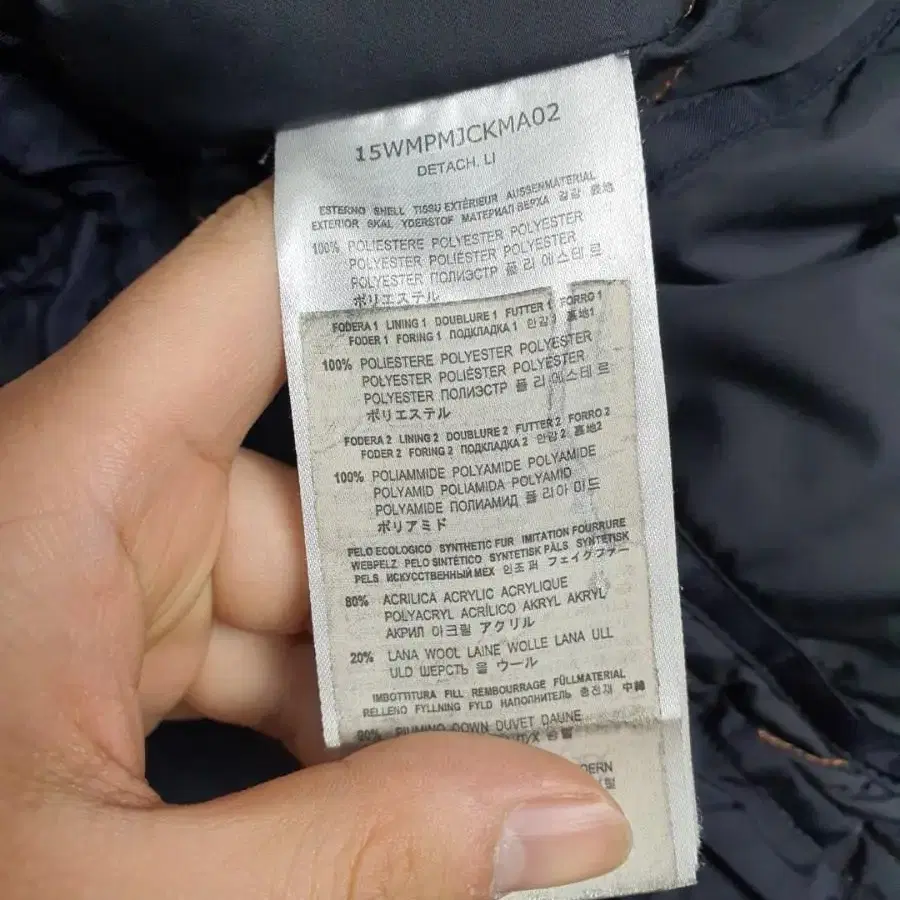 15WMPMJCKMA02
DETACH. LI
ESTERNO SHELL TISSU EXTÉRIEUR AUSSENMATERIAL
EXTERIOR SKAL YDERSTOF МАТЕРИАЛ ВЕРХА 겉감 表地
100% POLIESTERE POLYESTER POLYESTER
POLYESTER POLIÉSTER POLYESTER
POLYESTER ПОЛИЭСТР 폴리에스테르
ポリエステル
FODERA 1 LINING 1 DOUBLURE 1 FUTTER 1 FORRO 1
FODER 1 FORING 1 ПОДКЛАДКА 1 안감 1 裏地1
100% POLIESTERE POLYESTER POLYESTER
POLYESTER POLIÉSTER POLYESTER
POLYESTER ПОЛИЭСТР 폴리에스테르
ポリエステル
FODERA 2 LINING 2 DOUBLURE 2 FUTTER 2 FORRO 2
FODER 2 FORING 2 ПОДКЛАДКА 2 안감 2 裏地2
100% POLIAMMIDE POLYAMIDE POLYAMIDE
POLYAMID POLIAMIDA POLYAMID
POLYAMIDE ПОЛИАМИД 폴리아미드
ポリアミド
PELO ECOLOGICO SYNTHETIC FUR IMITATION FOURRURE
WEBPELZ PELO SINTÉTICO SYNTETISK PÄLS SYNTETISK
PELS ИСКУССТВЕННЫЙ МЕХ 인조 퍼 フェイクファー
80% ACRILICA ACRYLIC ACRYLIQUE
POLYACRYL ACRÍLICO AKRYL AKRYL
АКРИЛ 아크릴 アクリル
20% LANA WOOL LAINE WOLLE LANA ULL
ULD ШЕРСТЬ 울 ウール
IMBOTTITURA FILL REMBOURRAGE FÜLLMATERIAL
RELLENO FYLLNING FYLD НАПОЛНИТЕЛЬ 충전재 中綿
PIUMINO DOWN DUVET DAUNE